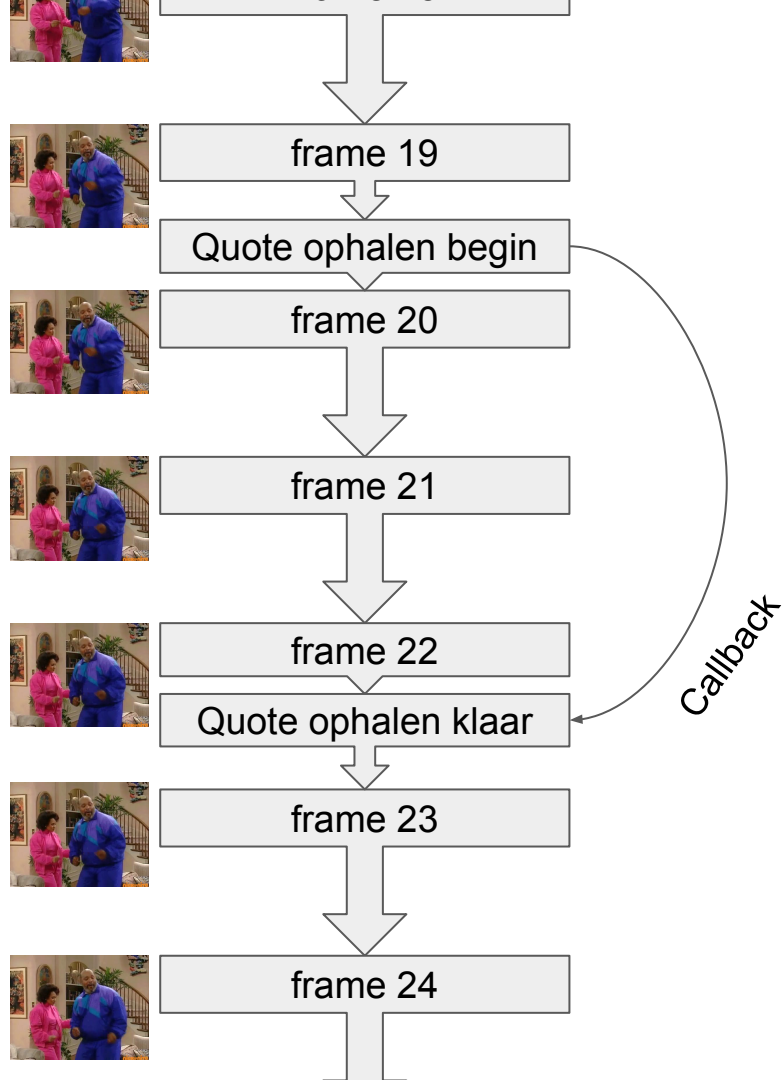 frame 19
Quote ophalen begin
frame 20
frame 21
frame 22
Callback
Quote ophalen klaar
frame 23
frame 24